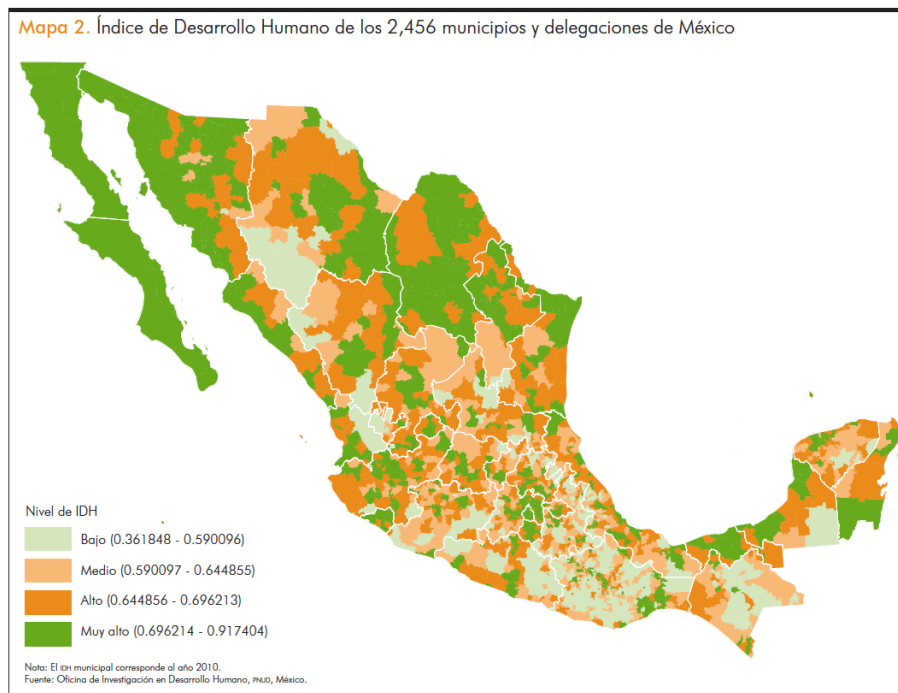 Mapa 2. Índice de Desarrollo Humano de los 2,456 municipios y delegaciones de México
Nivel de IDH
Bajo (0.361848 - 0.590096)
Medio (0.590097 - 0.644855)
Alto (0.644856 - 0.696213)
Muy alto (0.696214 - 0.917404)
Nota: El IDH municipal corresponde al año 2010.
Fuente: Oficina de Investigación en Desarrollo Humano, PNUD, México.